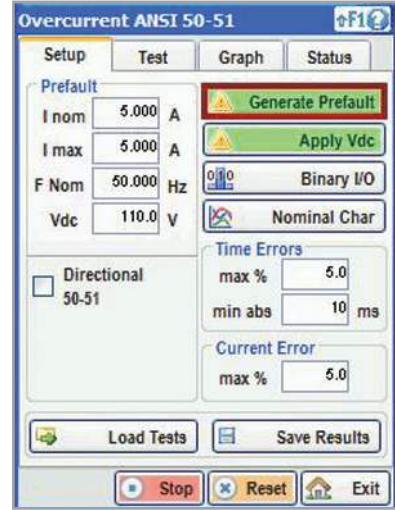 Overcurrent ANSI 50-51 F1 ?
Setup Test Graph Status
Prefault
I nom 5.000 A
I max 5.000 A
F Nom 50.000 Hz
Vdc 110.0 V
Directional
50-51
Generate Prefault
Apply Vdc
Binary I/O
Nominal Char
Time Errors
max % 5.0
min abs 10 ms
Current Error
max % 5.0
Load Tests Save Results
Stop Reset Exit